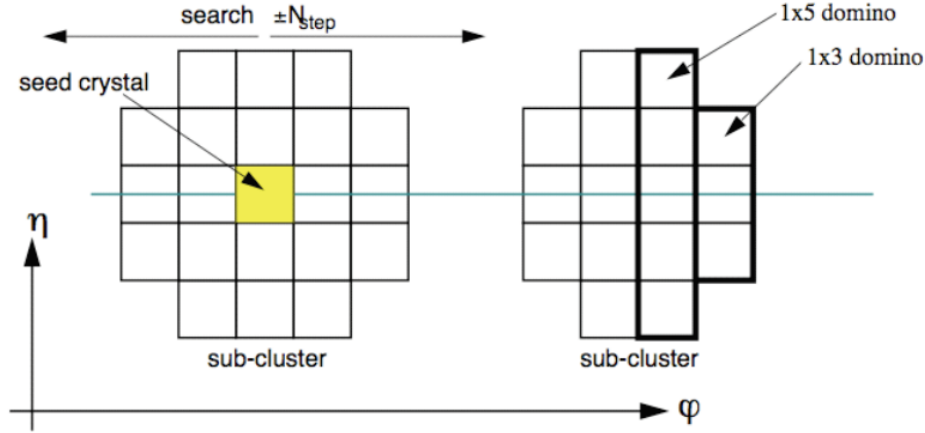 search ±Nstep
1x5 domino
1x3 domino
seed crystal
η
sub-cluster
sub-cluster
φ